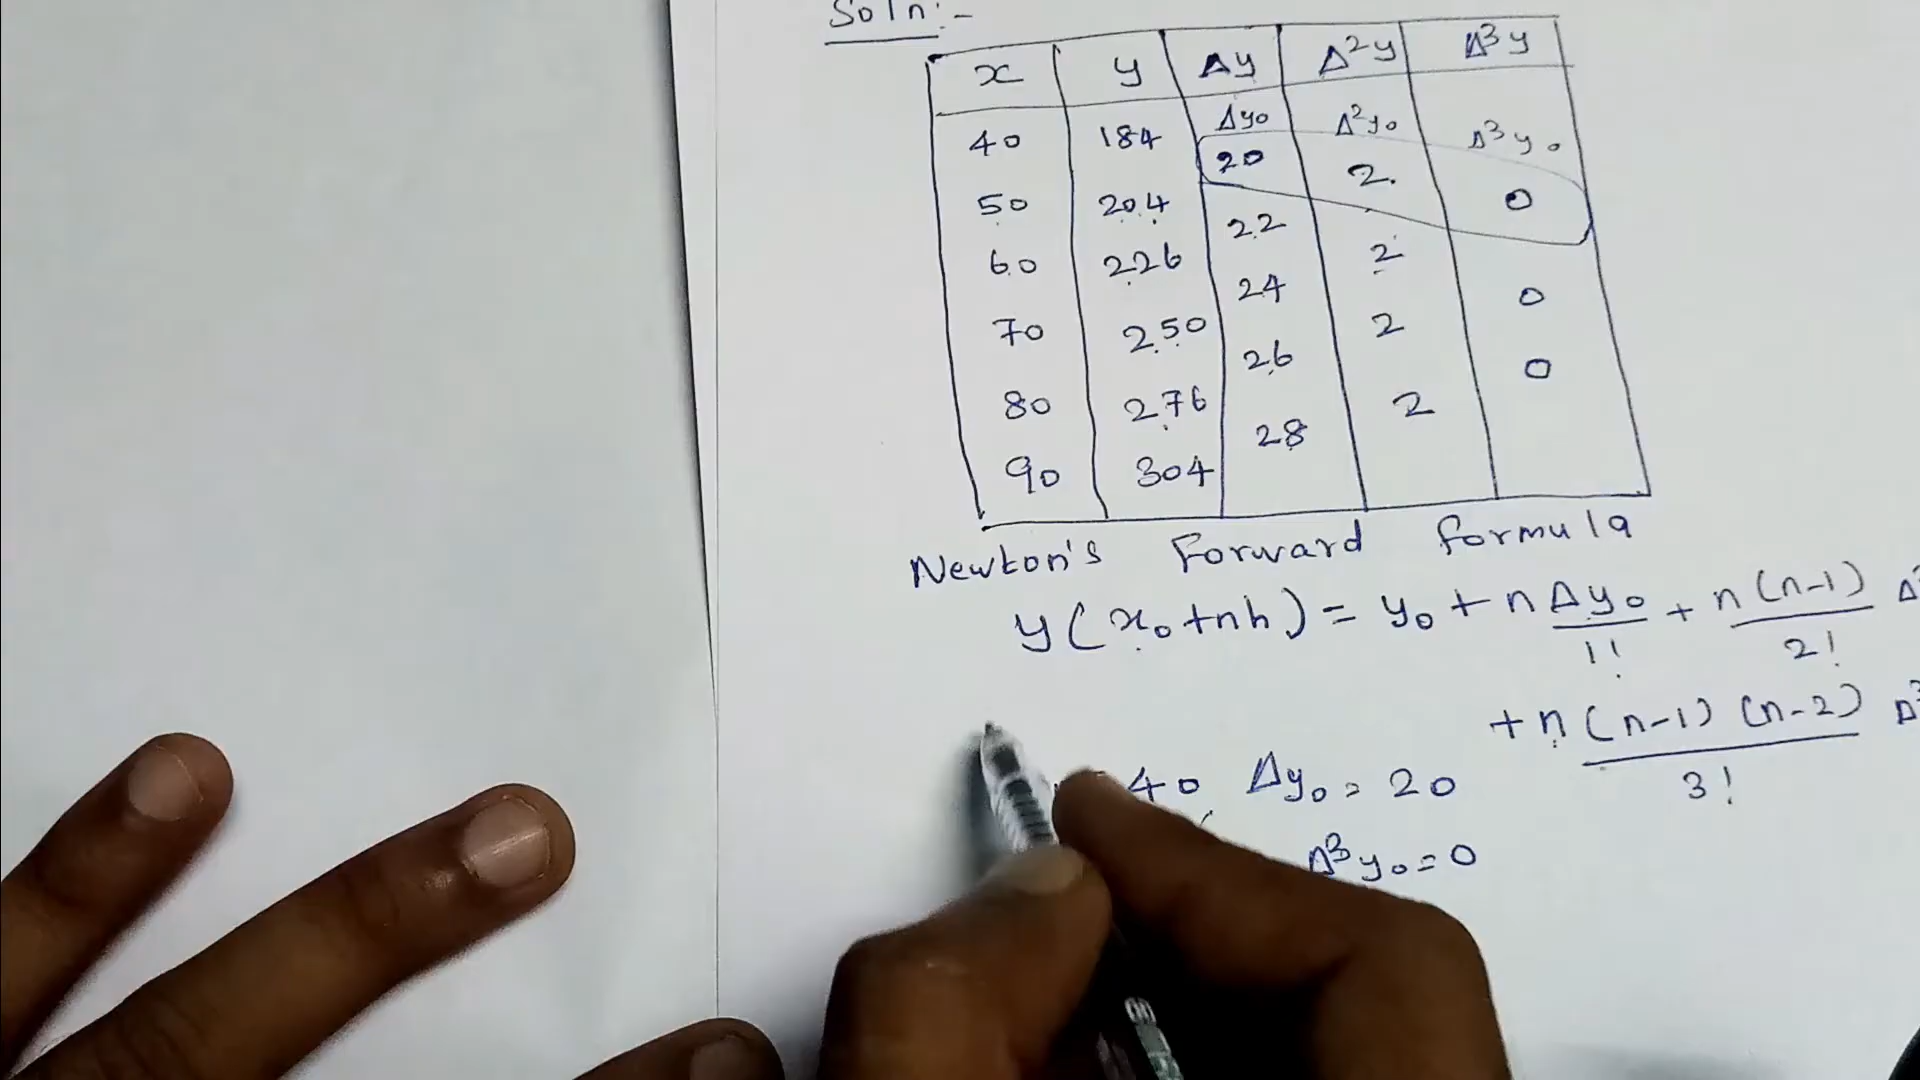 Soln:-
x y Δy Δ²y Δ³y
Δy₀ Δ²y₀ Δ³y₀
40 184
20 2 0
50 204
22 2
60 226
24 0
70 250 2
26 0
80 276 2
28
90 304
Newton's Forward formula
y(x₀+nh) = y₀ + nΔy₀/1! + n(n-1)/2!
+ n(n-1)(n-2)/3!
40 Δy₀ = 20
Δ³y₀ = 0